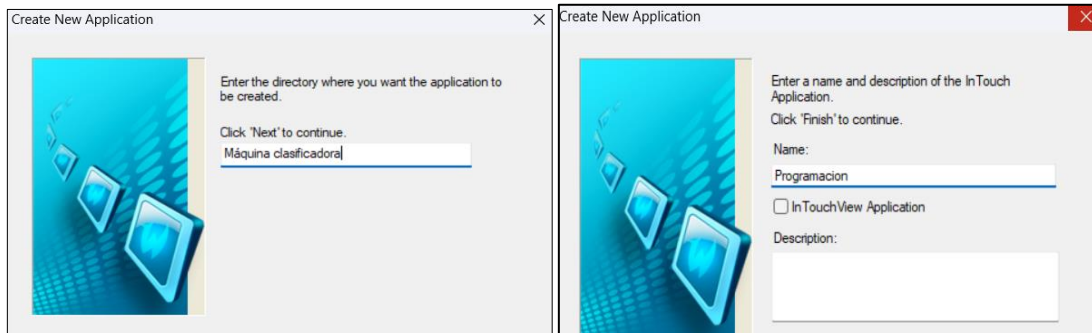 Create New Application
Enter the directory where you want the application to
be created.
Click 'Next' to continue.
Máquina clasificadora
Create New Application
Enter a name and description of the InTouch
Application.
Click 'Finish' to continue.
Name:
Programacion
InTouchView Application
Description: